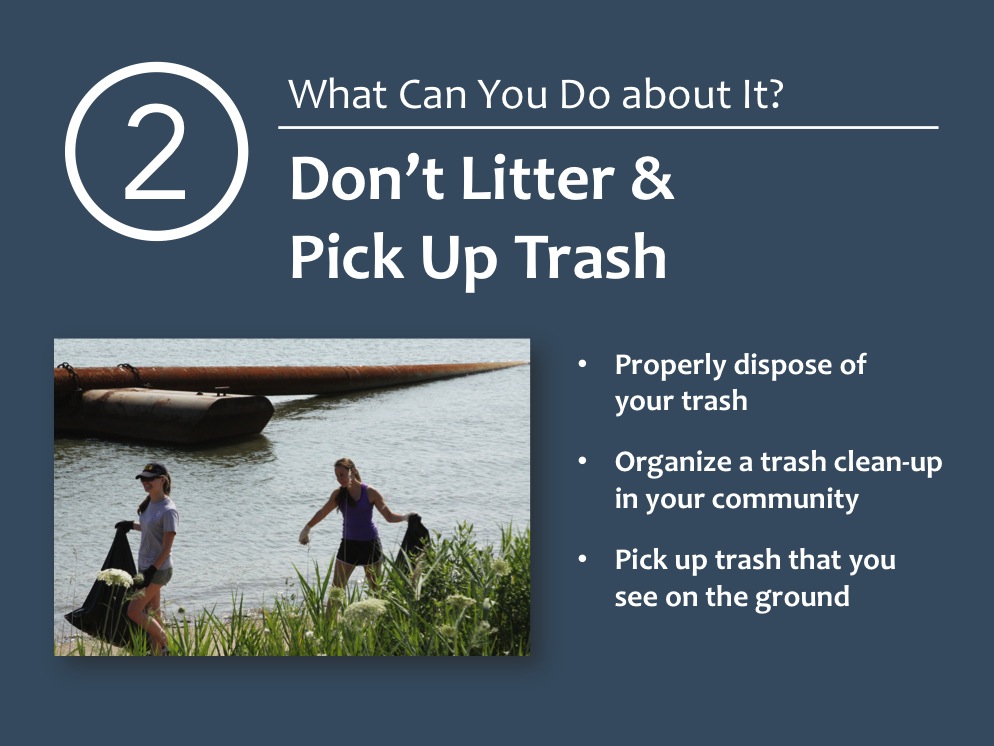 2
What Can You Do about It?
Don’t Litter &
Pick Up Trash
• Properly dispose of
your trash
• Organize a trash clean-up
in your community
• Pick up trash that you
see on the ground